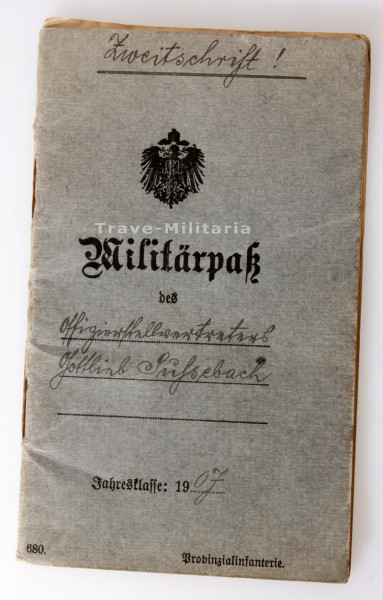 Zweitschrift!
Trave-Militaria
Militärpaß
des
Offizierstellvertreters
Gottlieb
Jahresklasse: 1907
680.
Provinzialinfanterie.